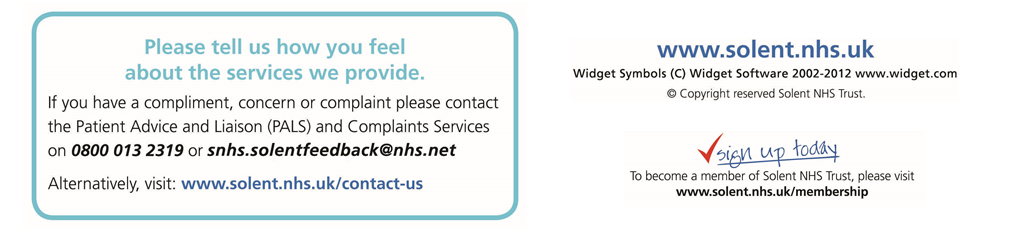 Please tell us how you feel
about the services we provide.
If you have a compliment, concern or complaint please contact
the Patient Advice and Liaison (PALS) and Complaints Services
on 0800 013 2319 or snhs.solentfeedback@nhs.net
Alternatively, visit: www.solent.nhs.uk/contact-us
www.solent.nhs.uk
Widget Symbols (C) Widget Software 2002-2012 www.widget.com
© Copyright reserved Solent NHS Trust.
sign up today
To become a member of Solent NHS Trust, please visit
www.solent.nhs.uk/membership